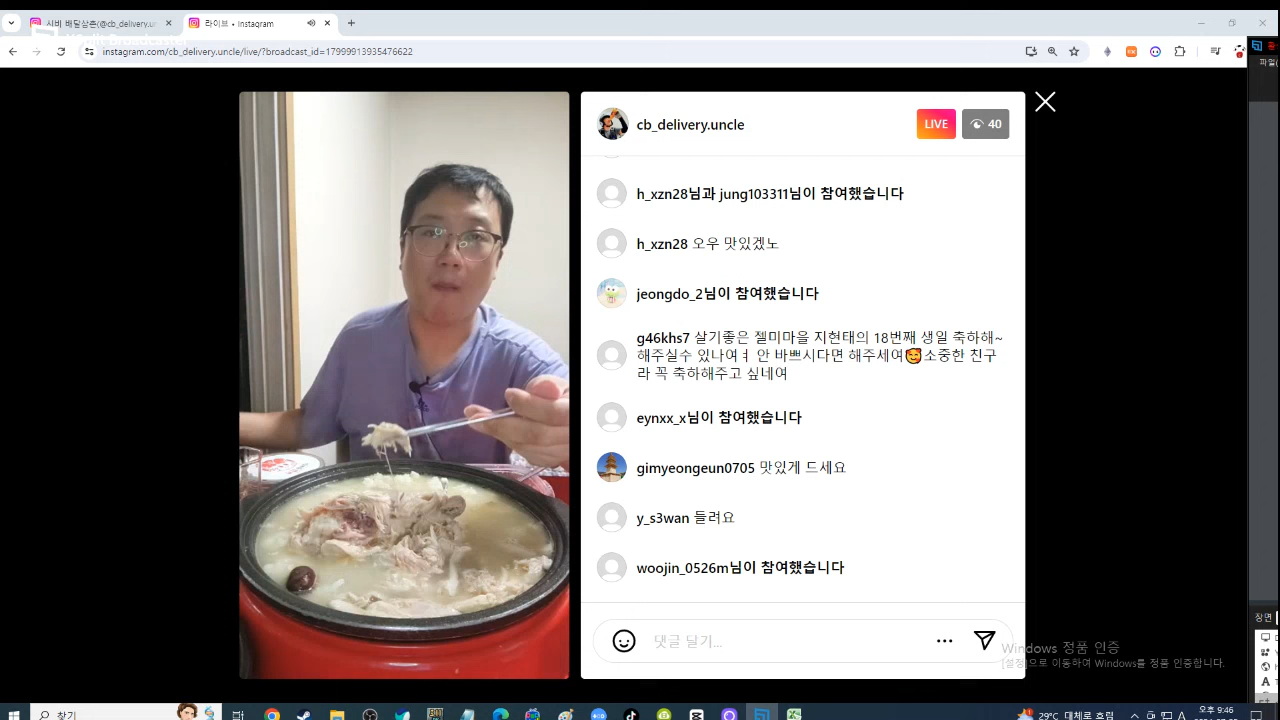 시비 배달삼촌(@cb_delivery.ur
라이브 • Instagram
instagram.com/cb_delivery.uncle/live/?broadcast_id=17999913935476622
파일(
cb_delivery.uncle
LIVE
40
h_xzn28님과 jung103311님이 참여했습니다
h_xzn28 오우 맛있겠노
jeongdo_2님이 참여했습니다
g46khs7 살기좋은 젤미마을 지현태의 18번째 생일 축하해~
해주실수 있나여ㅕ 안 바쁘시다면 해주세여🥰소중한 친구
라 꼭 축하해주고 싶네여
eynxx_x님이 참여했습니다
gimyeongeun0705 맛있게 드세요
y_s3wan 들려요
woojin_0526m님이 참여했습니다
댓글 달기...
Windows 정품 인증
[설정]으로 이동하여 Windows를 정품 인증합니다.
장면
찾기
29°C 대체로 흐림
A
오후 9:46